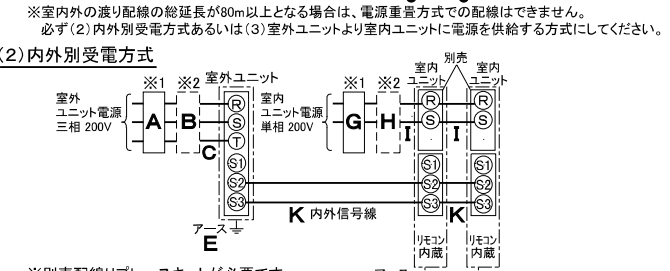 ※室内外の渡り配線の総延長が80m以上となる場合は、電源重畳方式での配線はできません。
必ず(2)内外別受電方式あるいは(3)室外ユニットより室内ユニットに電源を供給する方式にしてください。
(2)内外別受電方式
※1 ※2 室外ユニット
※1 ※2 室内ユニット 別売 室内ユニット
室外
ユニット電源
三相 200V
A B
R
S
T
C
S1
S2
S3
室内
ユニット電源
単相 200V
G H
I I
R R
S S
S1 S1
S2 S2
S3 S3
K 内外信号線 K
アース
E
リモコン
内蔵
リモコン
内蔵